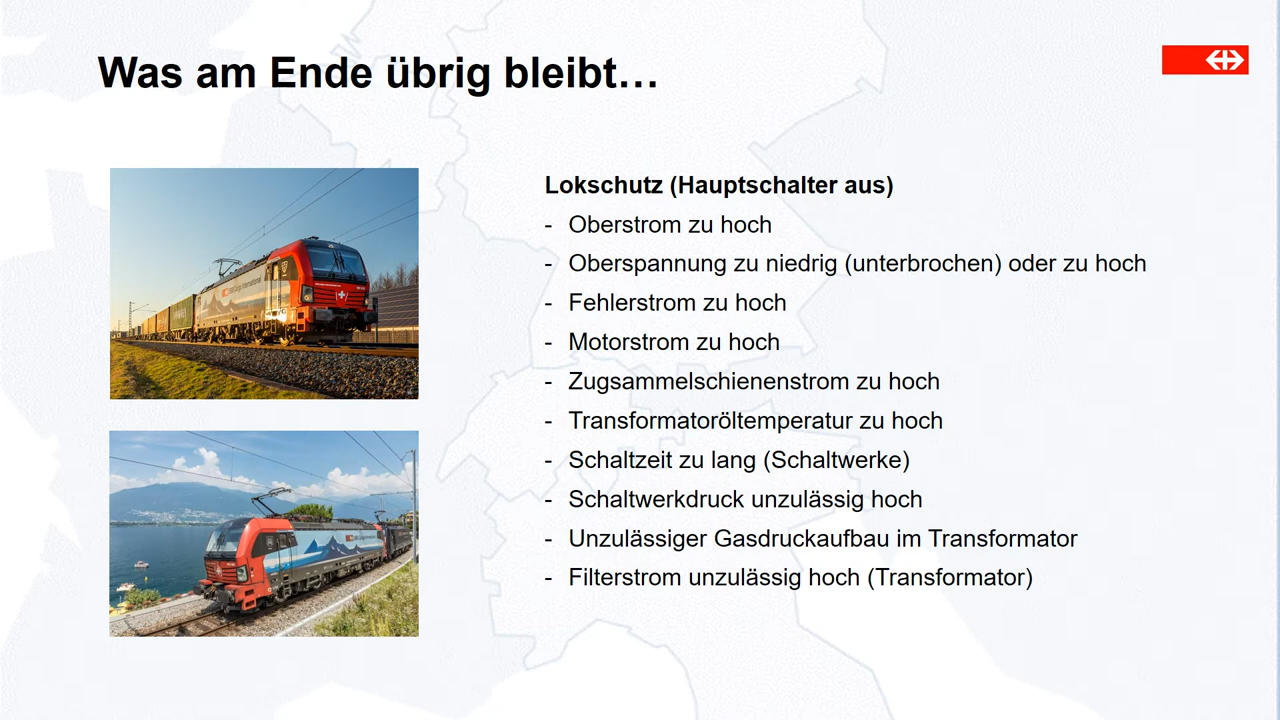 Was am Ende übrig bleibt…
Lokschutz (Hauptschalter aus)
- Oberstrom zu hoch
- Oberspannung zu niedrig (unterbrochen) oder zu hoch
- Fehlerstrom zu hoch
- Motorstrom zu hoch
- Zugsammelschienenstrom zu hoch
- Transformatoröltemperatur zu hoch
- Schaltzeit zu lang (Schaltwerke)
- Schaltwerkdruck unzulässig hoch
- Unzulässiger Gasdruckaufbau im Transformator
- Filterstrom unzulässig hoch (Transformator)